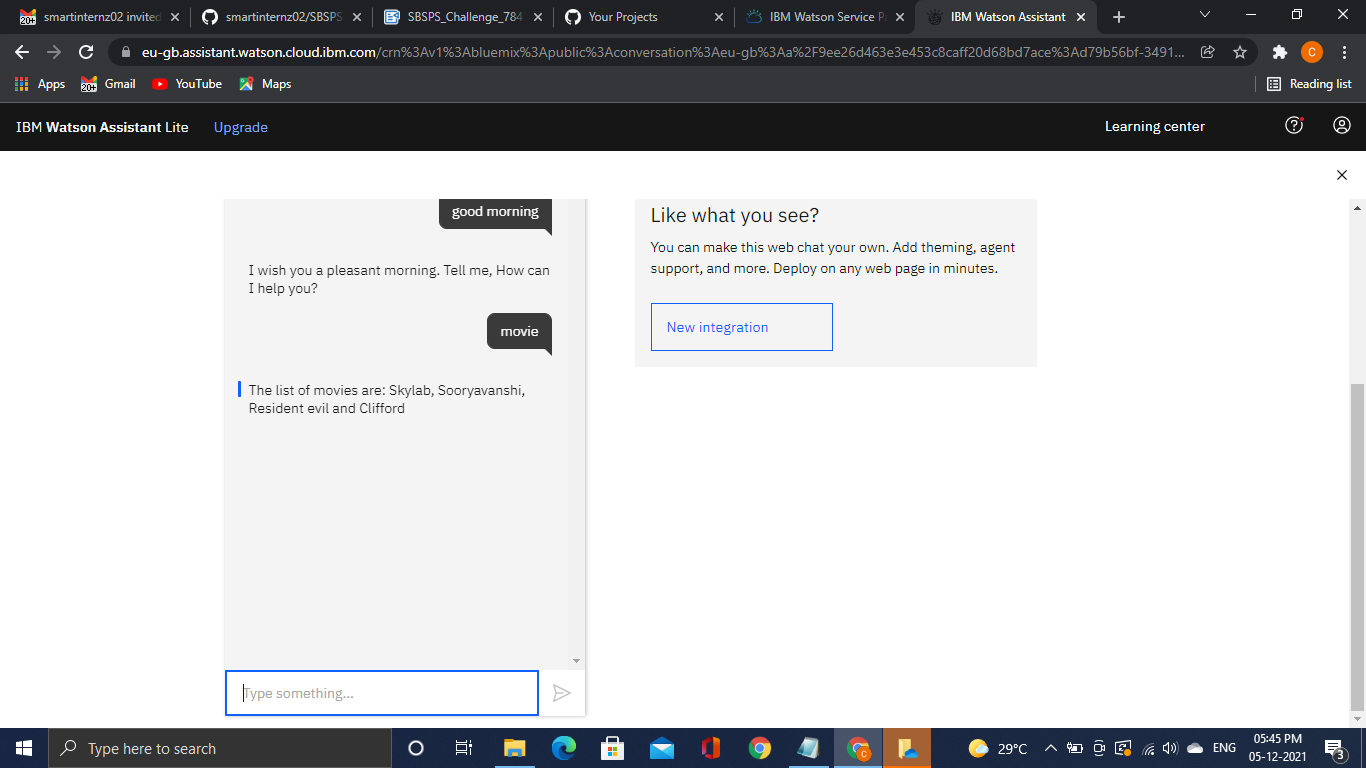 smartinternz02 invited
smartinternz02/SBSPS
SBSPS_Challenge_784
Your Projects
IBM Watson Service P
IBM Watson Assistant
eu-gb.assistant.watson.cloud.ibm.com/crn%3Av1%3Abluemix%3Apublic%3Aconversation%3Aeu-gb%3Aa%2F9ee26d463e3e453c8caff20d68bd7ace%3Ad79b56bf-3491...
C
Apps
20+
Gmail
YouTube
Maps
Reading list
IBM Watson Assistant Lite
Upgrade
Learning center
good morning
I wish you a pleasant morning. Tell me, How can
I help you?
movie
The list of movies are: Skylab, Sooryavanshi,
Resident evil and Clifford
Type something...
Like what you see?
You can make this web chat your own. Add theming, agent
support, and more. Deploy on any web page in minutes.
New integration
Type here to search
C
29°C
ENG
05:45 PM
05-12-2021
3